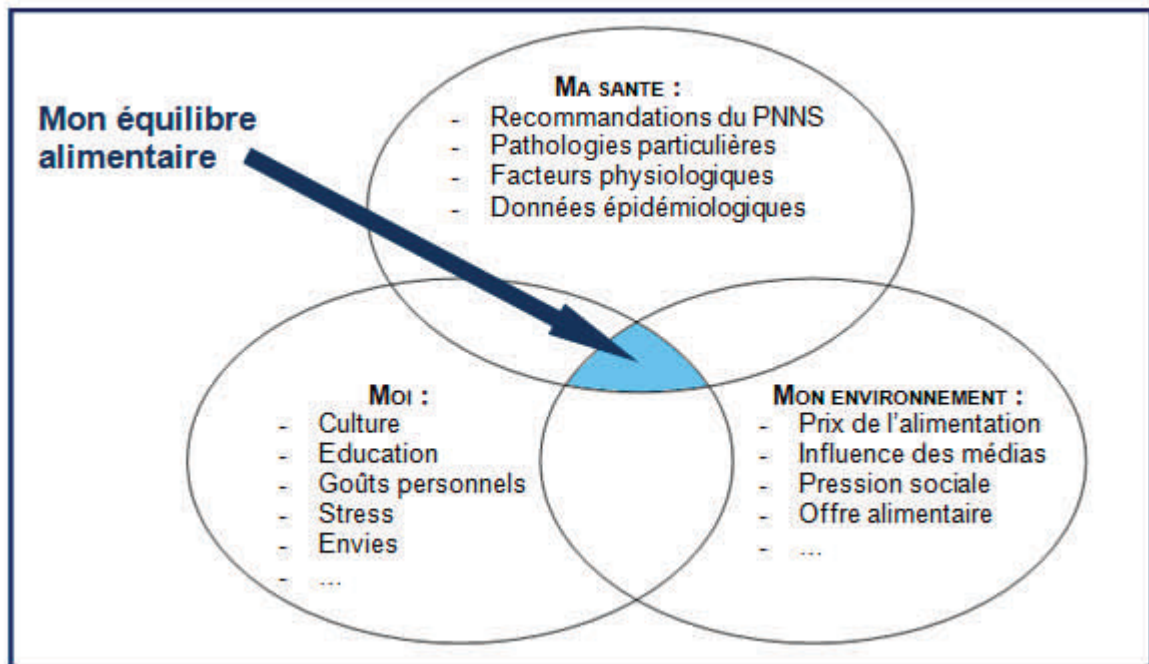 Mon équilibre
alimentaire
MA SANTE :
- Recommandations du PNNS
- Pathologies particulières
- Facteurs physiologiques
- Données épidémiologiques
-
MOI :
- Culture
- Education
- Goûts personnels
- Stress
- Envies
- ...
MON ENVIRONNEMENT :
- Prix de l'alimentation
- Influence des médias
- Pression sociale
- Offre alimentaire
- ...